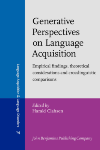 Generative
Perspectives on
Language
Acquisition
Empirical findings, theoretical
considerations and crosslinguistic
comparisons
Edited by
Harald Clahsen
John Benjamins Publishing Company